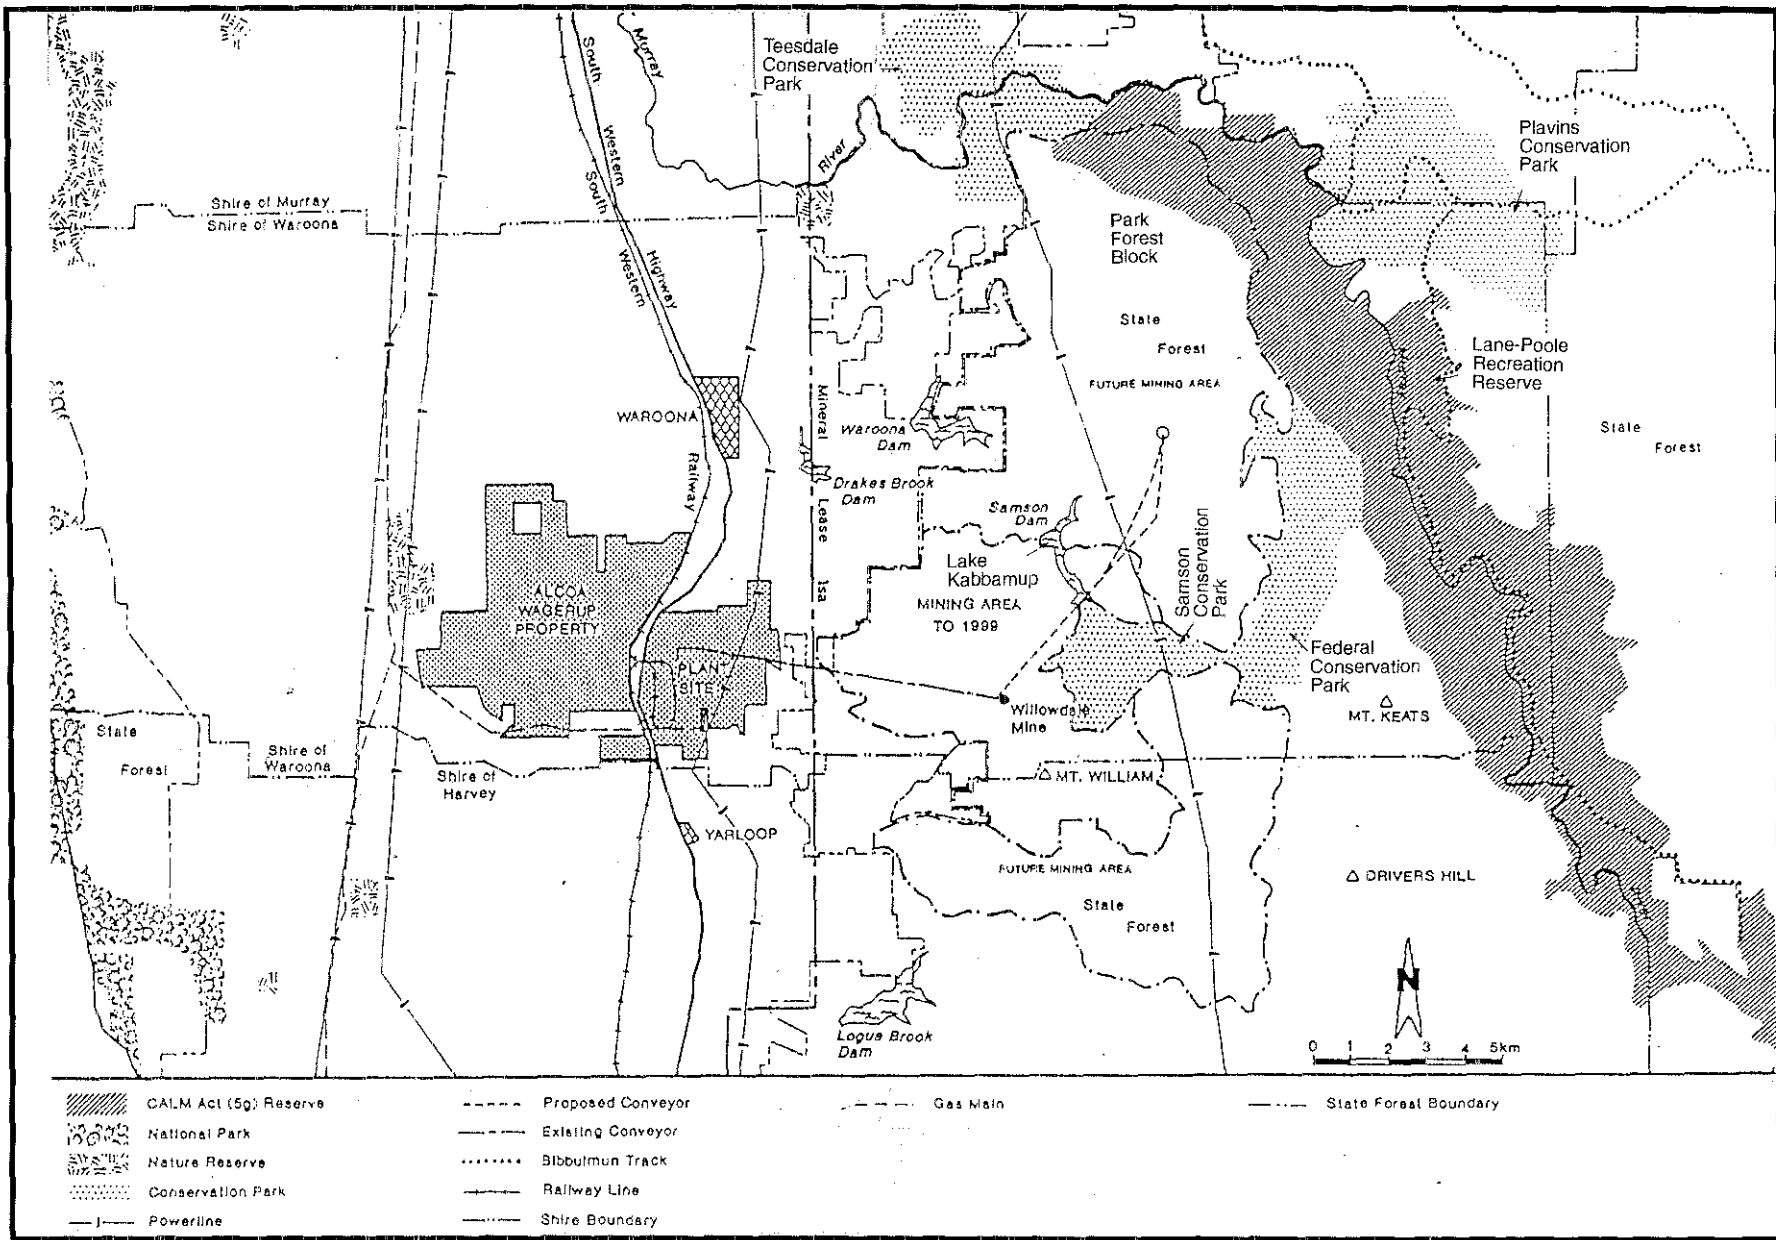 Teesdale
Conservation
Park
Murray
River
South
Western
Highway
South
Western
Railway
Plavins
Conservation
Park
Shire of Murray
Shire of Waroona
Park
Forest
Block
State
Forest
FUTURE MINING AREA
Lane-Poole
Recreation
Reserve
State
Forest
WAROONA
Mineral
Lease
1sa
Waroona
Dam
Drakes Brook
Dam
Samson
Dam
Lake
Kabbamup
MINING AREA
TO 1999
Samson
Conservation
Park
ALCOA
WAGERUP
PROPERTY
PLAN
SITE
Federal
Conservation
Park
Willowdale
Mine
MT. KEATS
State
Forest
Shire of
Waroona
Shire of
Harvey
MT. WILLIAM
YARLOOP
FUTURE MINING AREA
State
Forest
DRIVERS HILL
Logue Brook
Dam
N
0 1 2 3 4 5km
CALM Act (5g) Reserve
National Park
Nature Reserve
Conservation Park
Powerline
Proposed Conveyor
Existing Conveyor
Bibbulmun Track
Railway Line
Shire Boundary
Gas Main
State Forest Boundary